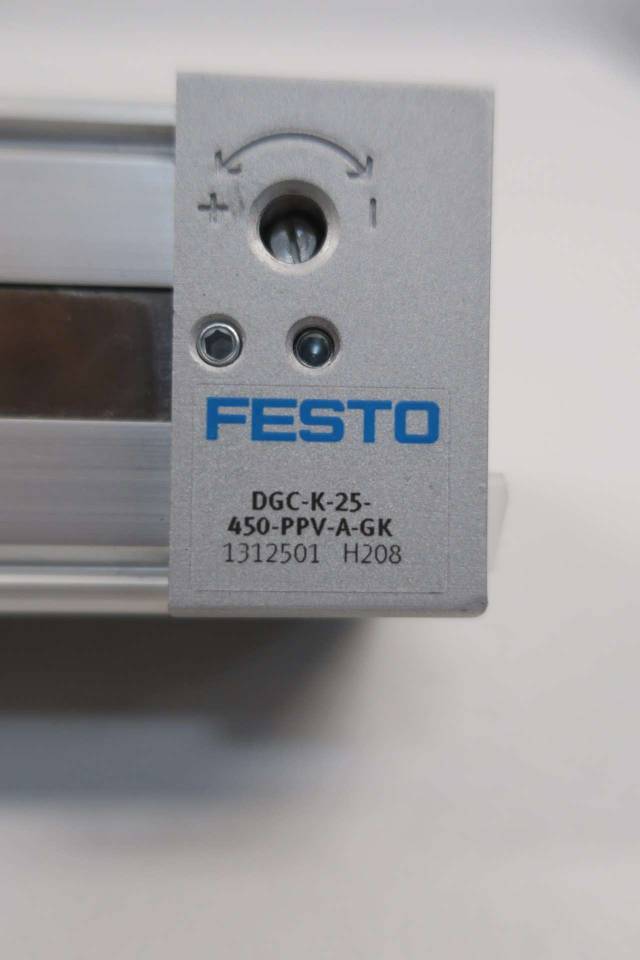 + -
FESTO
DGC-K-25-
450-PPV-A-GK
1312501 H208